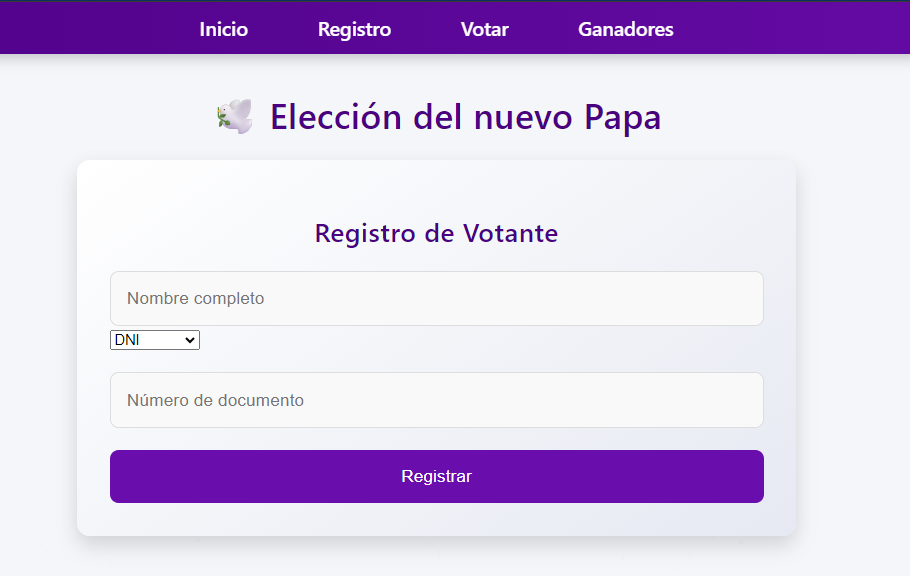 Inicio Registro Votar Ganadores
Elección del nuevo Papa
Registro de Votante
Nombre completo
DNI
Número de documento
Registrar